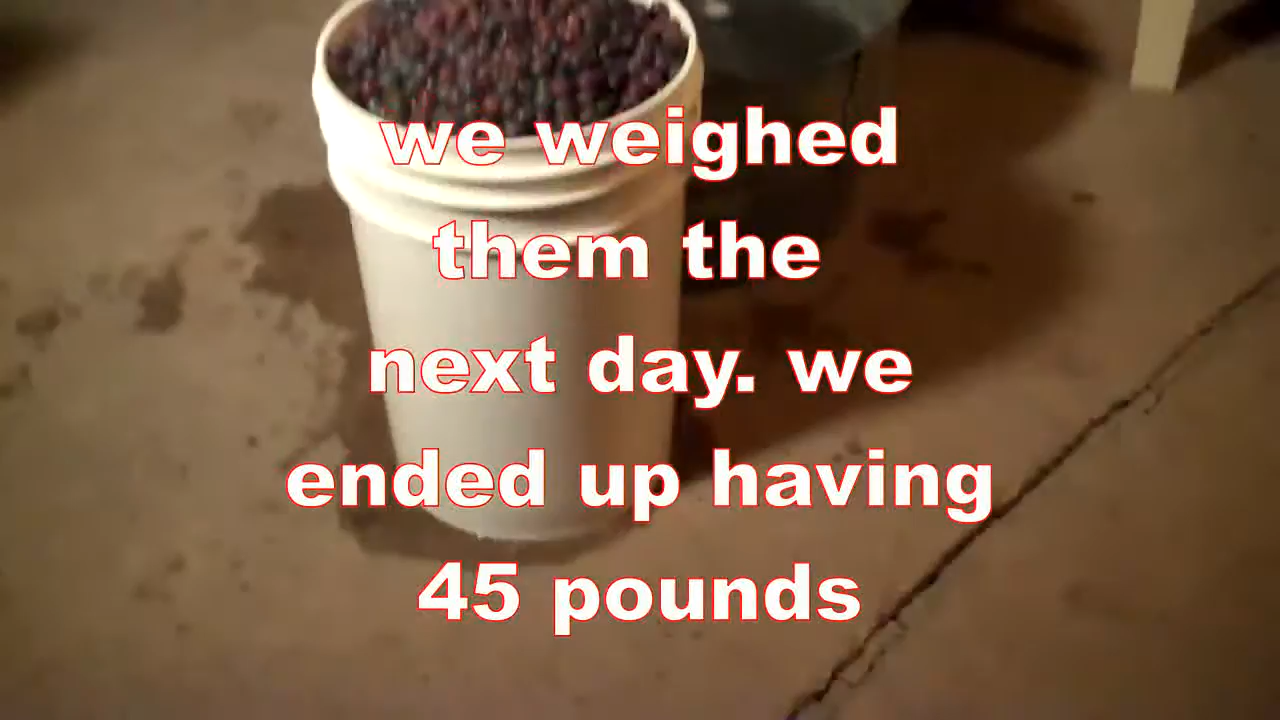 we weighed
them the
next day. we
ended up having
45 pounds